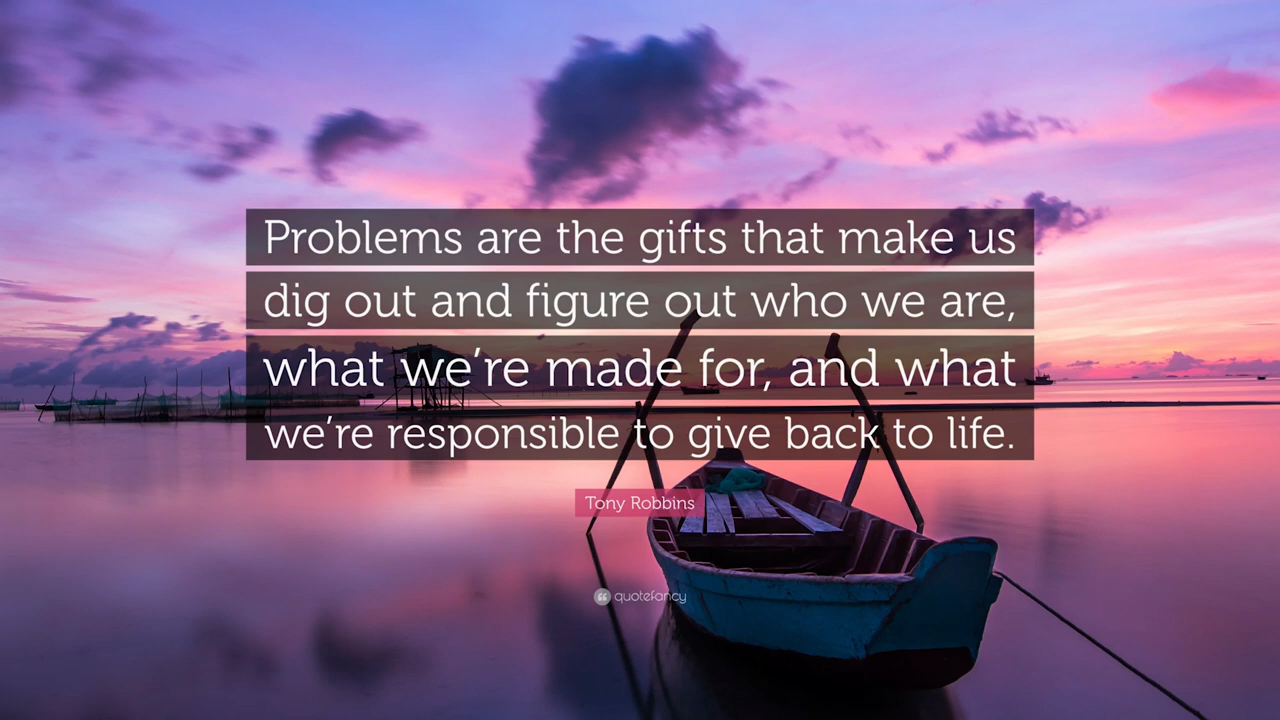 Problems are the gifts that make us
dig out and figure out who we are,
what we’re made for, and what
we’re responsible to give back to life.
Tony Robbins
quotefancy